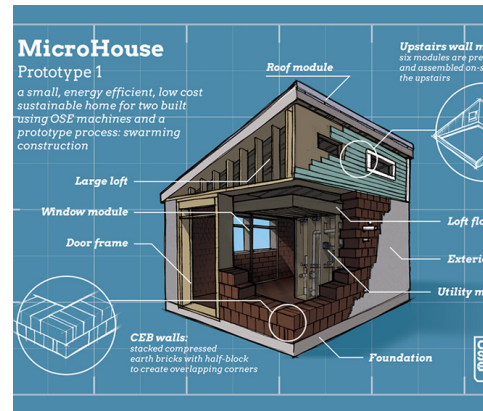 MicroHouse
Prototype 1
a small, energy efficient, low cost
sustainable home for two built
using OSE machines and a
prototype process: swarming
construction
Roof module
Upstairs wall m
six modules are pre
and assembled on-s
the upstairs
Large loft
Window module
Door frame
Loft flo
Exterio
Utility m
CEB walls:
stacked compressed
earth bricks with half-block
to create overlapping corners
Foundation
ose